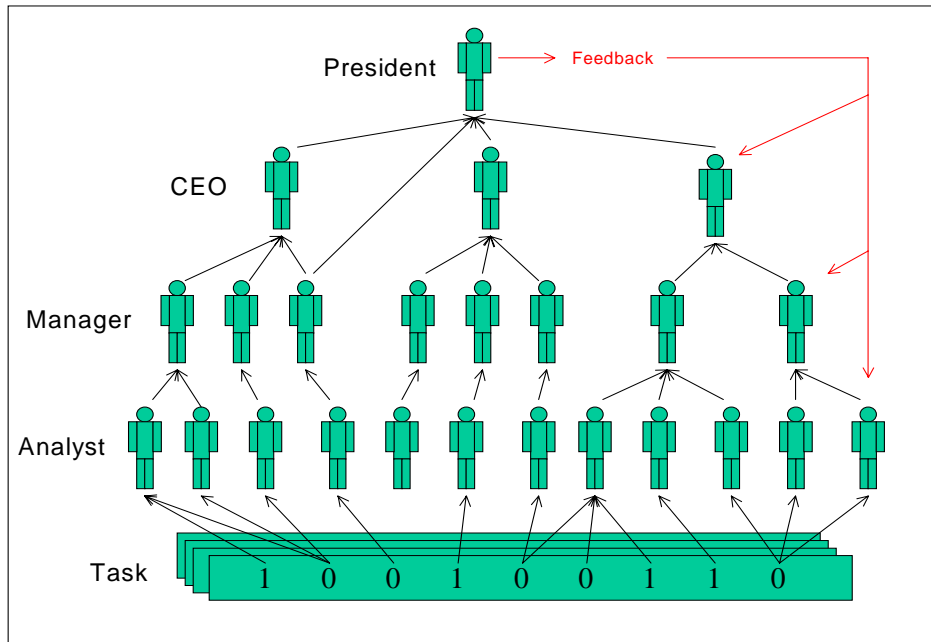 President
Feedback
CEO
Manager
Analyst
Task
1 0 0 1 0 0 1 1 0